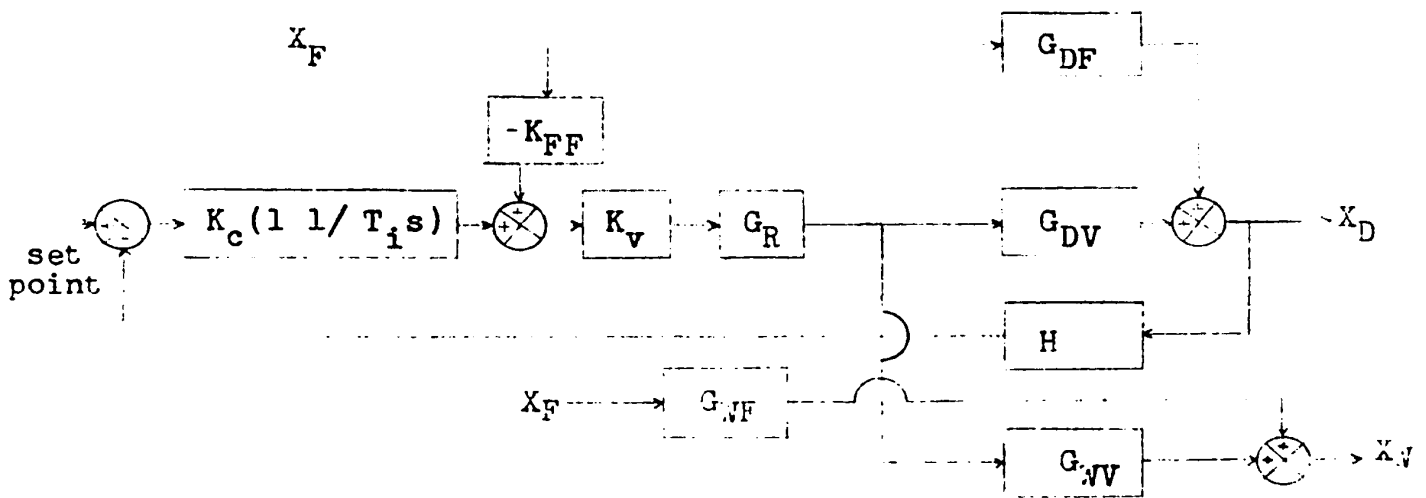 X_F
G_DF
-K_FF
K_c(1 1/T_i s)
K_v
G_R
G_DV
X_D
set
point
H
X_F
G_WF
G_WV
X_W